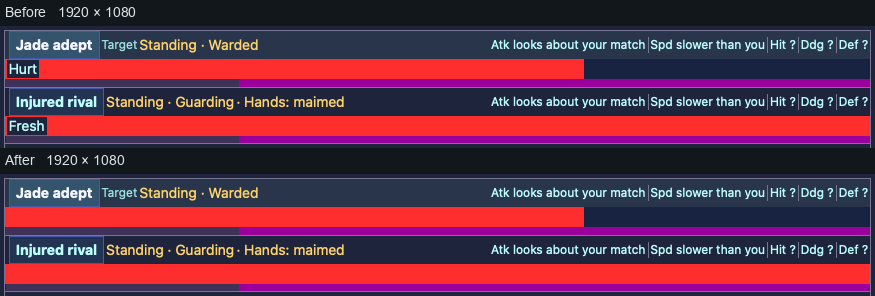 Before 1920 × 1080
Jade adept Target Standing · Warded Atk looks about your match Spd slower than you Hit ? Ddg ? Def ?
Hurt
Injured rival Standing · Guarding · Hands: maimed Atk looks about your match Spd slower than you Hit ? Ddg ? Def ?
Fresh
After 1920 × 1080
Jade adept Target Standing · Warded Atk looks about your match Spd slower than you Hit ? Ddg ? Def ?
Injured rival Standing · Guarding · Hands: maimed Atk looks about your match Spd slower than you Hit ? Ddg ? Def ?